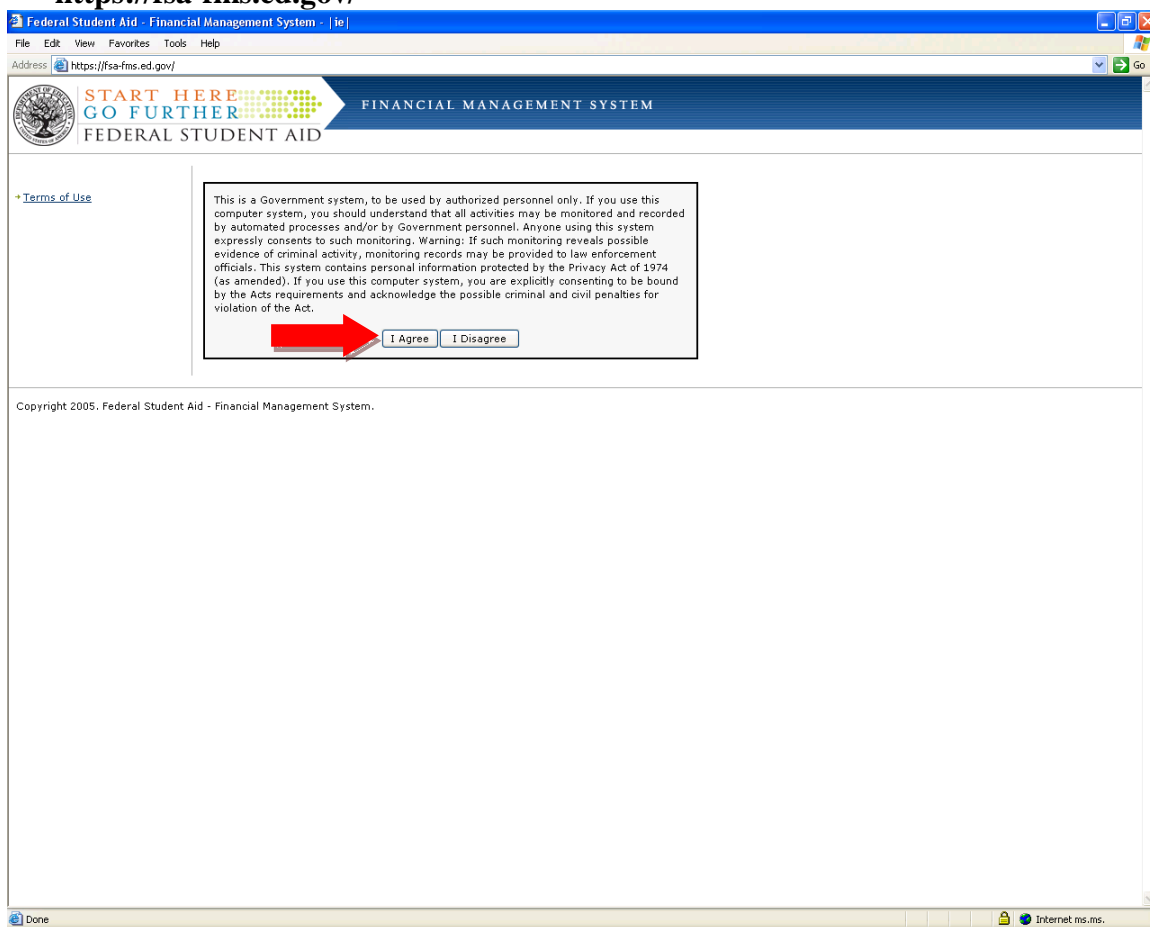 https://fsa-fms.ed.gov/
Federal Student Aid - Financial Management System - |ie|
File Edit View Favorites Tools Help
Address https://fsa-fms.ed.gov/ Go
START HERE
GO FURTHER
FEDERAL STUDENT AID
FINANCIAL MANAGEMENT SYSTEM
Terms of Use
This is a Government system, to be used by authorized personnel only. If you use this
computer system, you should understand that all activities may be monitored and recorded
by automated processes and/or by Government personnel. Anyone using this system
expressly consents to such monitoring. Warning: If such monitoring reveals possible
evidence of criminal activity, monitoring records may be provided to law enforcement
officials. This system contains personal information protected by the Privacy Act of 1974
(as amended). If you use this computer system, you are explicitly consenting to be bound
by the Acts requirements and acknowledge the possible criminal and civil penalties for
violation of the Act.
I Agree I Disagree
Copyright 2005. Federal Student Aid - Financial Management System.
Done Internet ms.ms.